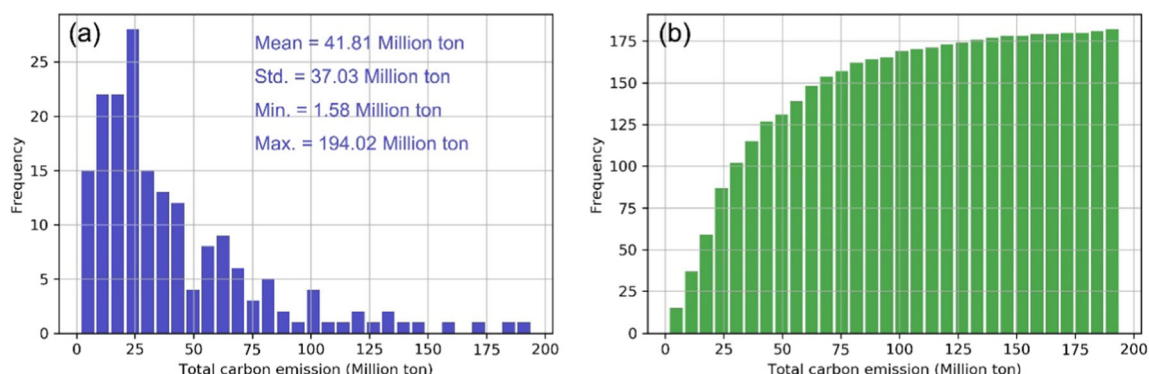 (a)
Mean = 41.81 Million ton
Std. = 37.03 Million ton
Min. = 1.58 Million ton
Max. = 194.02 Million ton
Frequency
25
20
15
10
5
0
0 25 50 75 100 125 150 175 200
Total carbon emission (Million ton)
(b)
Frequency
175
150
125
100
75
50
25
0
0 25 50 75 100 125 150 175 200
Total carbon emission (Million ton)